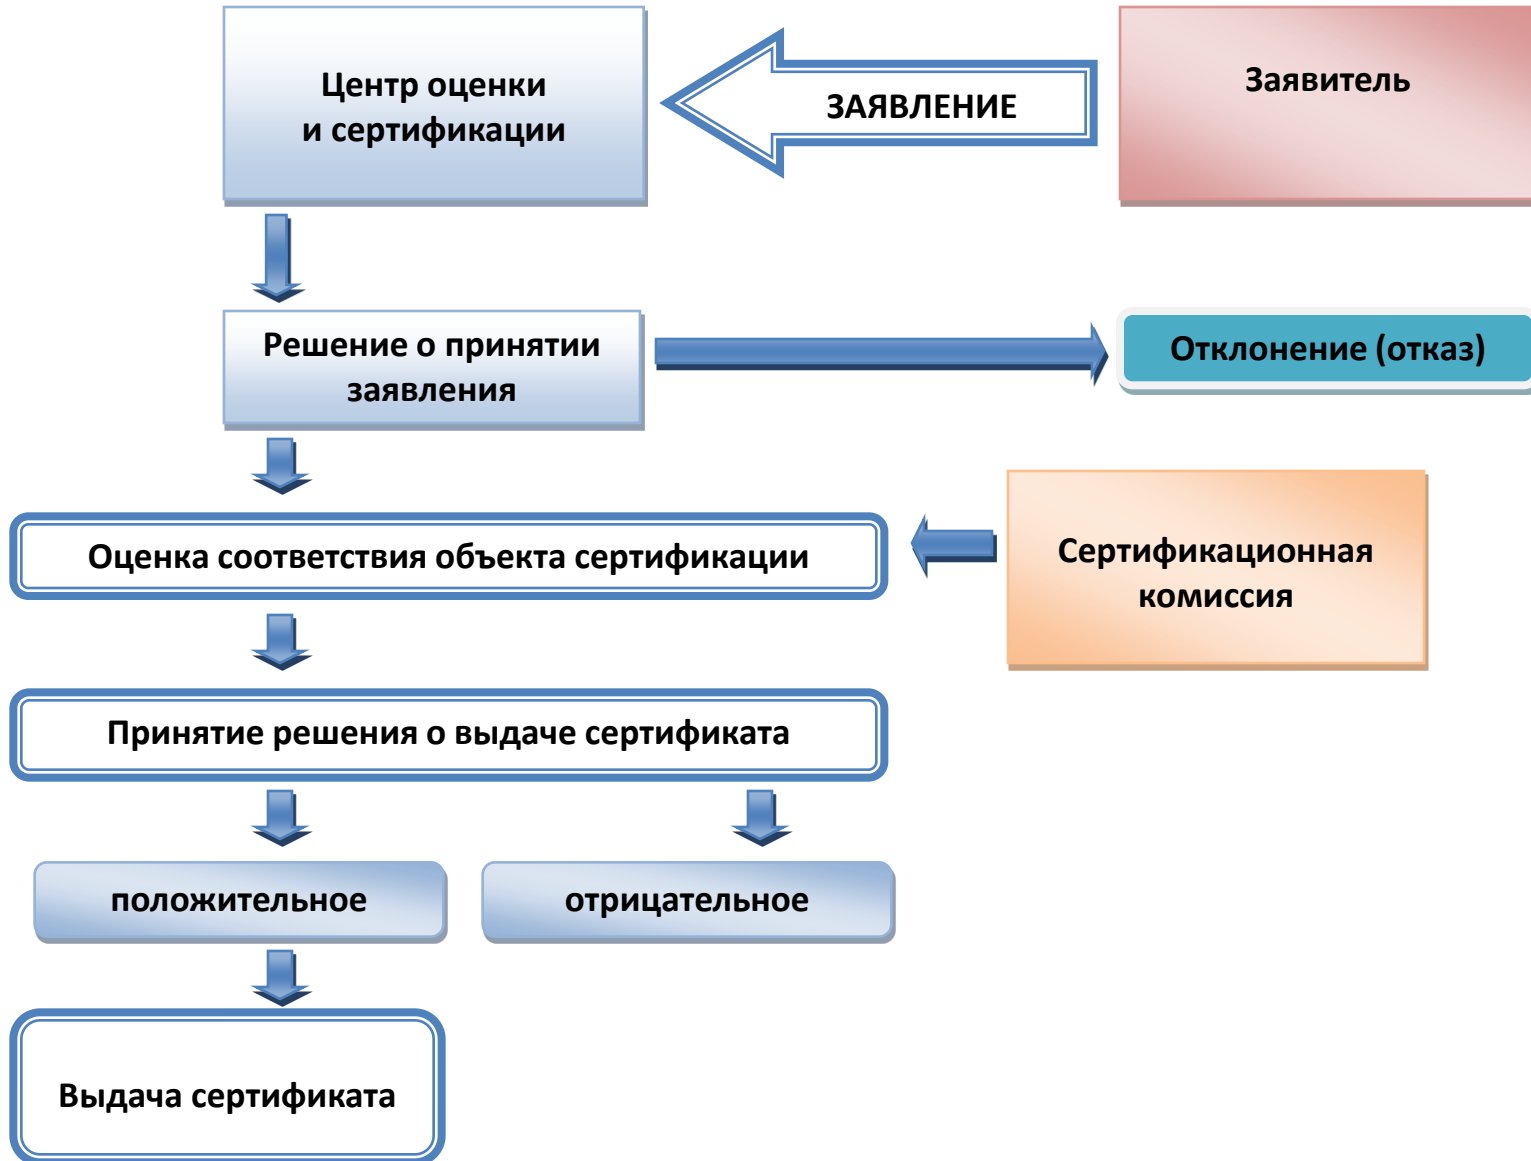 Центр оценки
и сертификации
ЗАЯВЛЕНИЕ
Заявитель
Решение о принятии
заявления
Отклонение (отказ)
Оценка соответствия объекта сертификации
Сертификационная
комиссия
Принятие решения о выдаче сертификата
положительное
отрицательное
Выдача сертификата